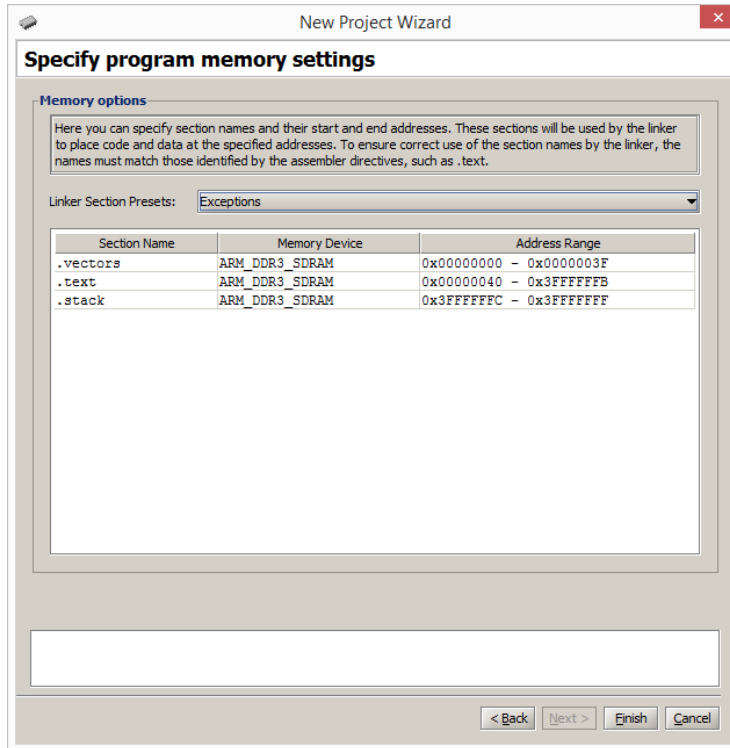 New Project Wizard
Specify program memory settings
Memory options
Here you can specify section names and their start and end addresses. These sections will be used by the linker
to place code and data at the specified addresses. To ensure correct use of the section names by the linker, the
names must match those identified by the assembler directives, such as .text.
Linker Section Presets: Exceptions
Section Name Memory Device Address Range
.vectors ARM_DDR3_SDRAM 0x00000000 - 0x0000003F
.text ARM_DDR3_SDRAM 0x00000040 - 0x3FFFFFFB
.stack ARM_DDR3_SDRAM 0x3FFFFFFC - 0x3FFFFFFF
< Back Next > Finish Cancel